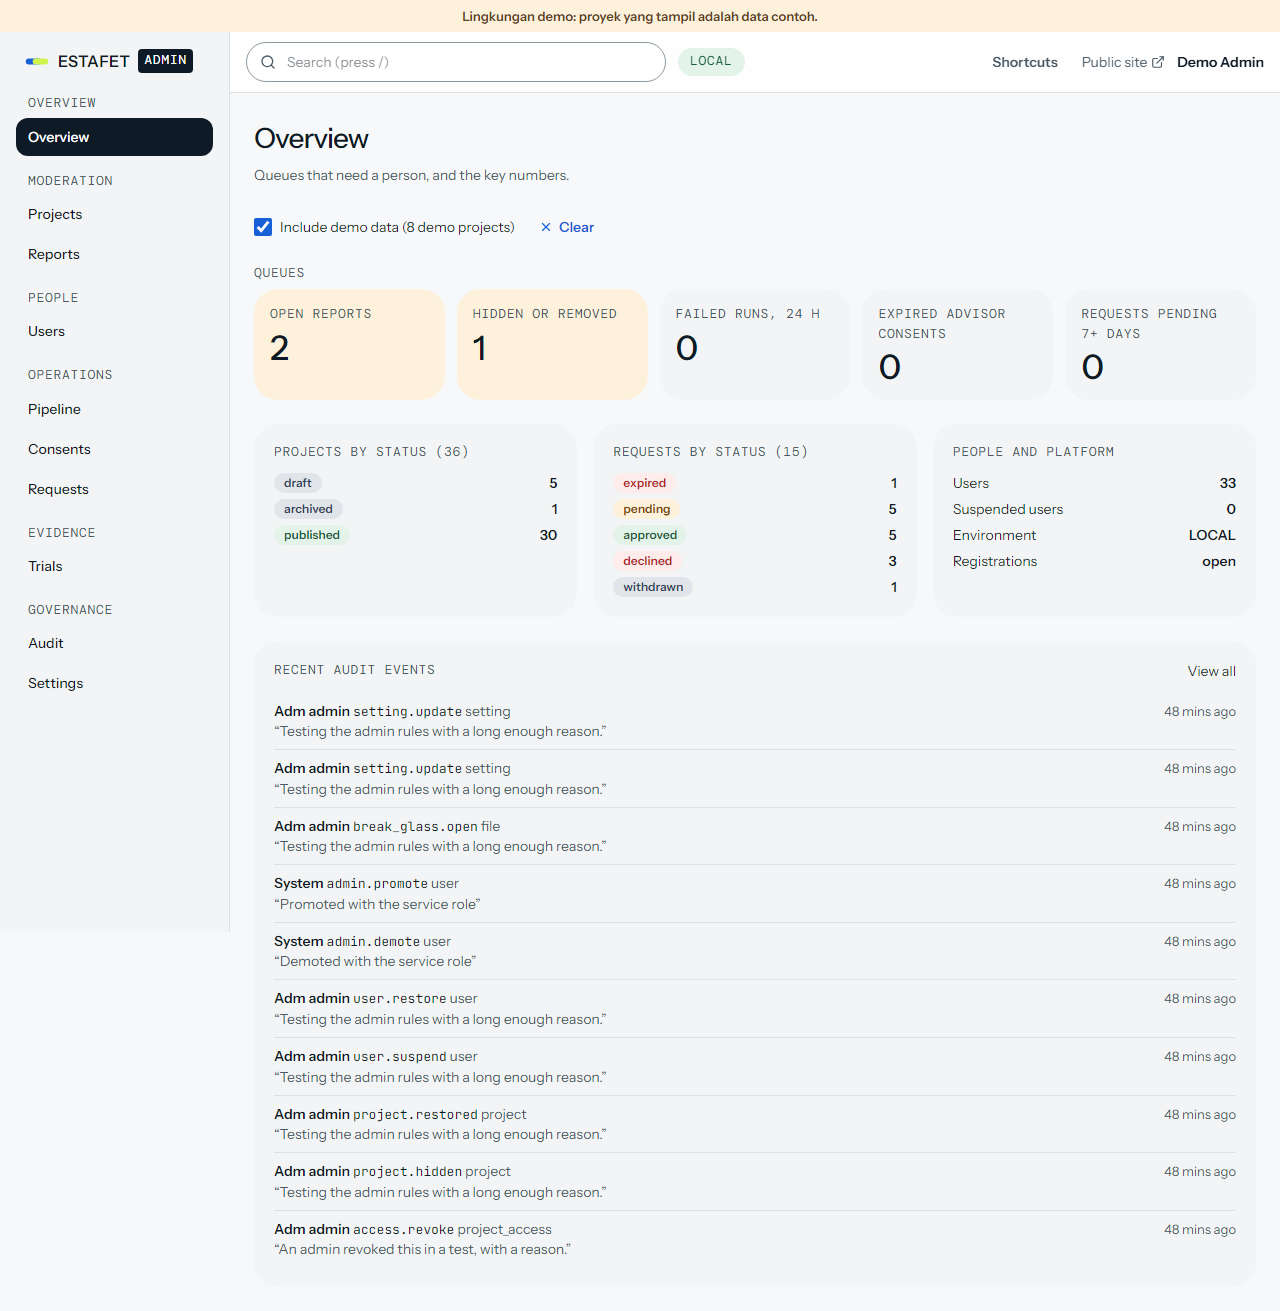 Lingkungan demo: proyek yang tampil adalah data contoh.
ESTAFET ADMIN
Search (press /)
LOCAL
Shortcuts
Public site
Demo Admin
OVERVIEW
Overview
MODERATION
Projects
Reports
PEOPLE
Users
OPERATIONS
Pipeline
Consents
Requests
EVIDENCE
Trials
GOVERNANCE
Audit
Settings
Overview
Queues that need a person, and the key numbers.
Include demo data (8 demo projects)
Clear
QUEUES
OPEN REPORTS
2
HIDDEN OR REMOVED
1
FAILED RUNS, 24 H
0
EXPIRED ADVISOR
CONSENTS
0
REQUESTS PENDING
7+ DAYS
0
PROJECTS BY STATUS (36)
draft 5
archived 1
published 30
REQUESTS BY STATUS (15)
expired 1
pending 5
approved 5
declined 3
withdrawn 1
PEOPLE AND PLATFORM
Users 33
Suspended users 0
Environment LOCAL
Registrations open
RECENT AUDIT EVENTS
View all
Adm admin setting.update setting 48 mins ago
“Testing the admin rules with a long enough reason.”
Adm admin setting.update setting 48 mins ago
“Testing the admin rules with a long enough reason.”
Adm admin break_glass.open file 48 mins ago
“Testing the admin rules with a long enough reason.”
System admin.promote user 48 mins ago
“Promoted with the service role”
System admin.demote user 48 mins ago
“Demoted with the service role”
Adm admin user.restore user 48 mins ago
“Testing the admin rules with a long enough reason.”
Adm admin user.suspend user 48 mins ago
“Testing the admin rules with a long enough reason.”
Adm admin project.restored project 48 mins ago
“Testing the admin rules with a long enough reason.”
Adm admin project.hidden project 48 mins ago
“Testing the admin rules with a long enough reason.”
Adm admin access.revoke project_access 48 mins ago
“An admin revoked this in a test, with a reason.”